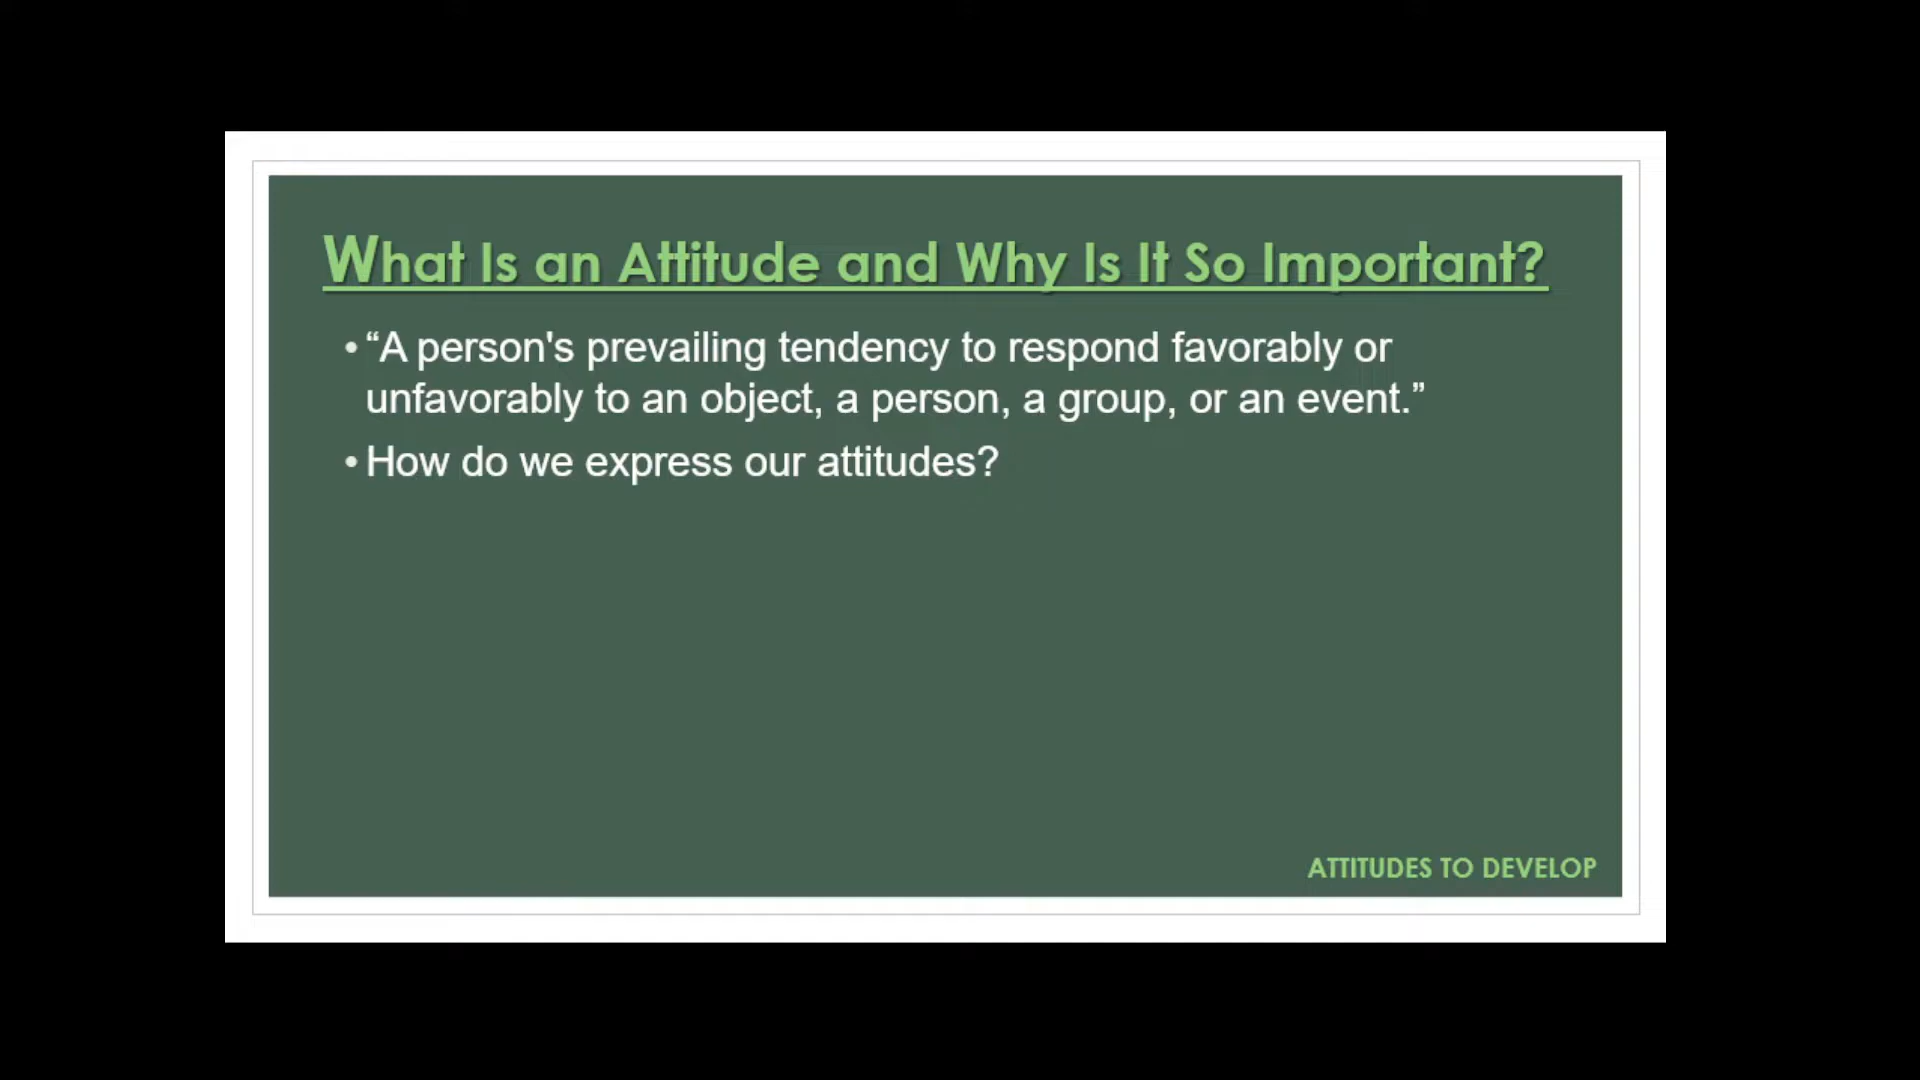 What Is an Attitude and Why Is It So Important?
•“A person's prevailing tendency to respond favorably or
unfavorably to an object, a person, a group, or an event.”
•How do we express our attitudes?
ATTITUDES TO DEVELOP